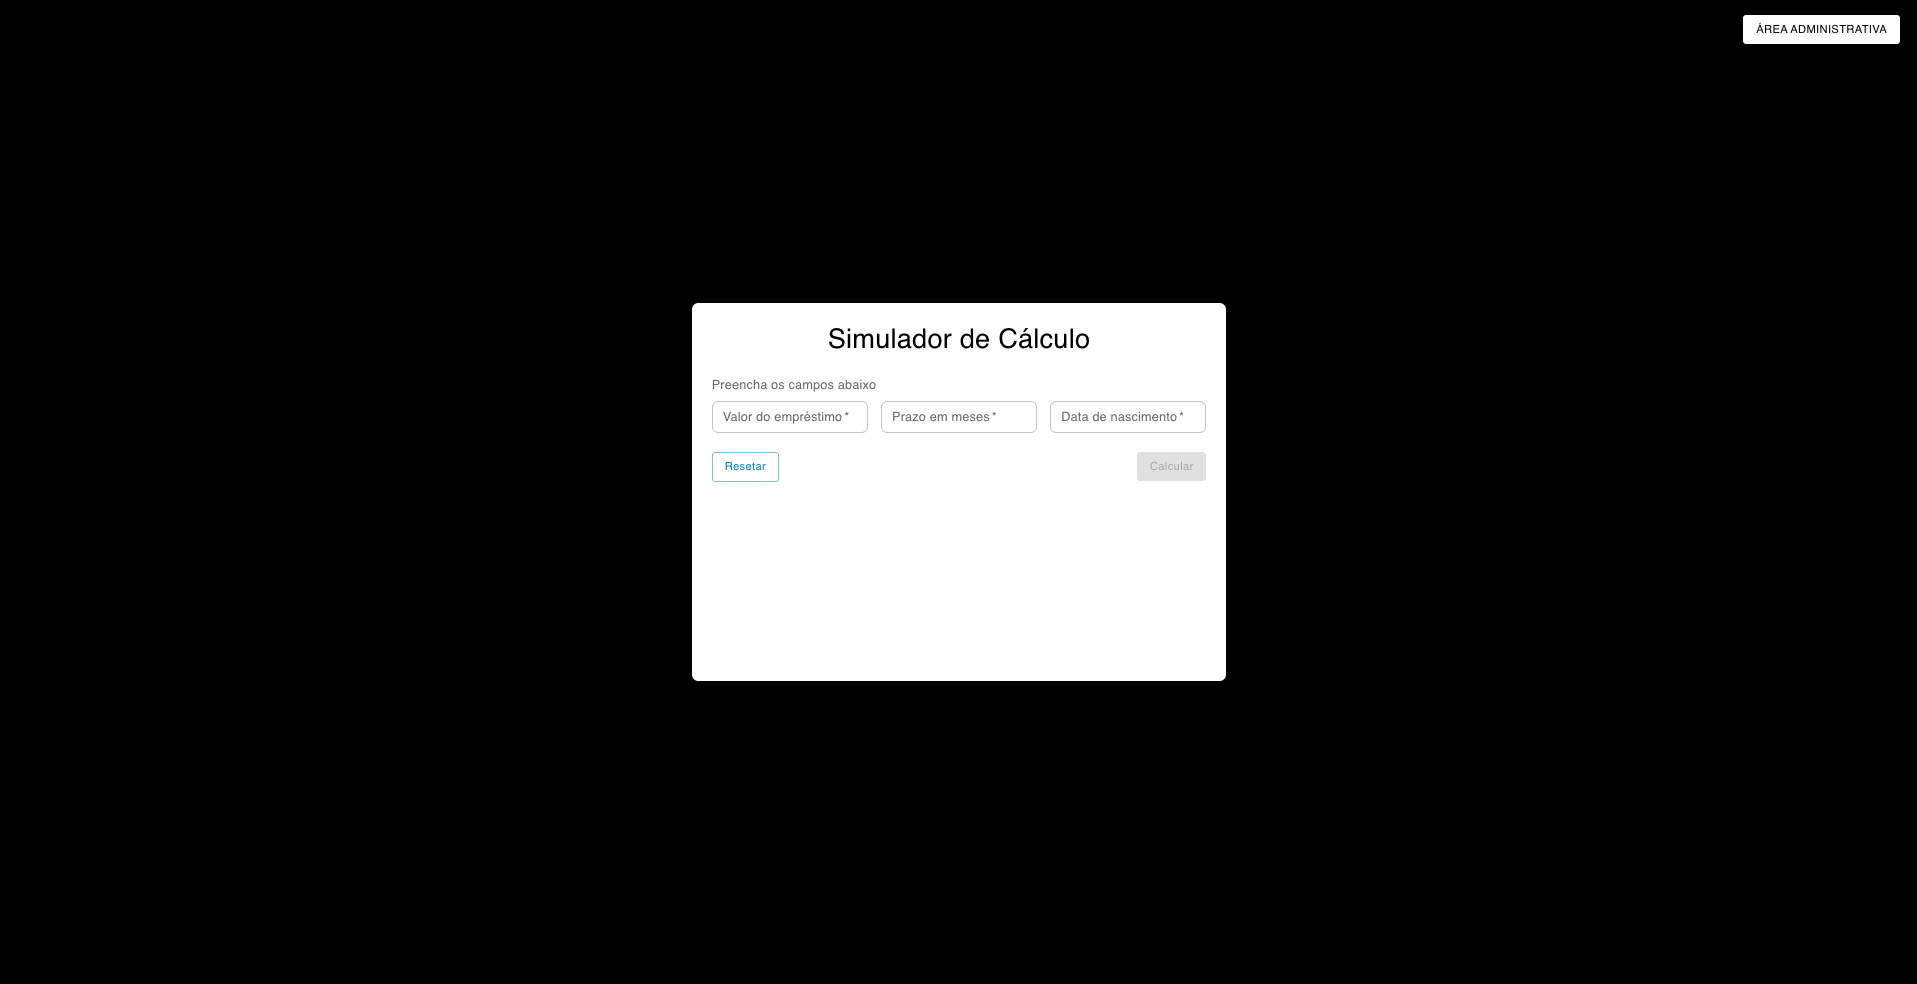 ÁREA ADMINISTRATIVA
Simulador de Cálculo
Preencha os campos abaixo
Valor do empréstimo * Prazo em meses * Data de nascimento *
Resetar Calcular